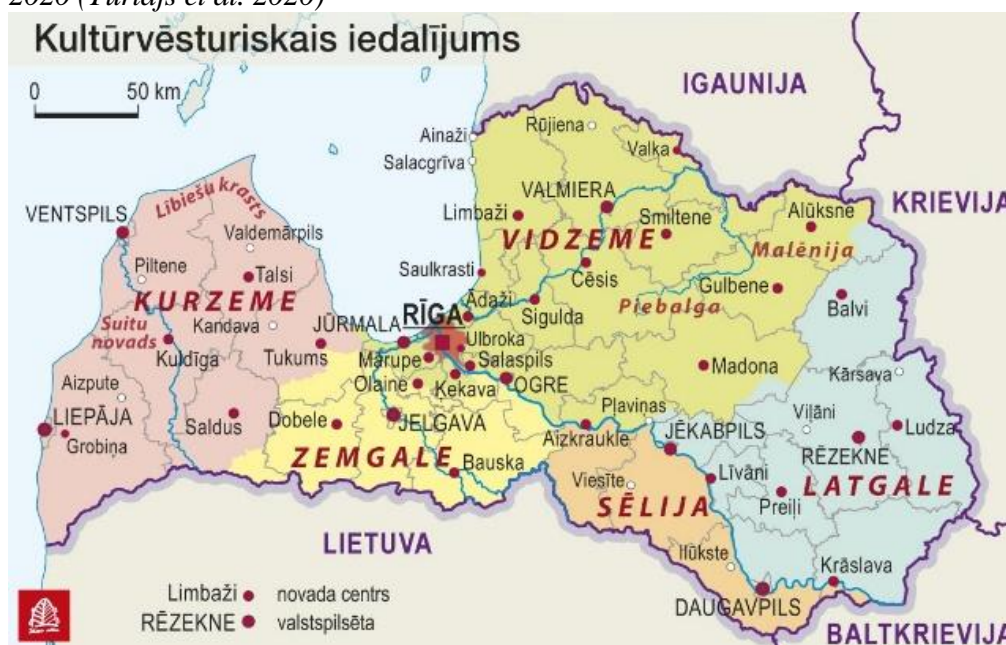 2020 (Turlajs et al. 2020)
Kultūrvēsturiskais iedalījums
0 50 km
IGAUNIJA
Ainaži
Rūjiena
Salacgrīva
Valka
KRIEVIJA
VENTSPILS
Lībiešu krasts
VALMIERA
Limbaži
Smiltene
Alūksne
Valdemārpils
VIDZEME
Malēnija
Piltene
Talsi
Saulkrasti
Cēsis
Gulbene
Balvi
KURZEME
Ādaži
Sigulda
Piebalga
Suitu
novads
Kandava
JŪRMALA
RĪGA
Ulbroka
Kuldīga
Tukums
Mārupe
Salaspils
Madona
Kārsava
Aizpute
Olaine
Ķekava
OGRE
LIEPĀJA
Grobiņa
Saldus
Dobele
JELGAVA
Pļaviņas
Viļāni
Ludza
Aizkraukle
JĒKABPILS
RĒZEKNE
ZEMGALE
Bauska
Viesīte
Līvāni
LATGALE
SĒLIJA
Preiļi
LIETUVA
Ilūkste
Krāslava
Limbaži novada centrs
DAUGAVPILS
RĒZEKNE valstspilsēta
BALTKRIEVIJA